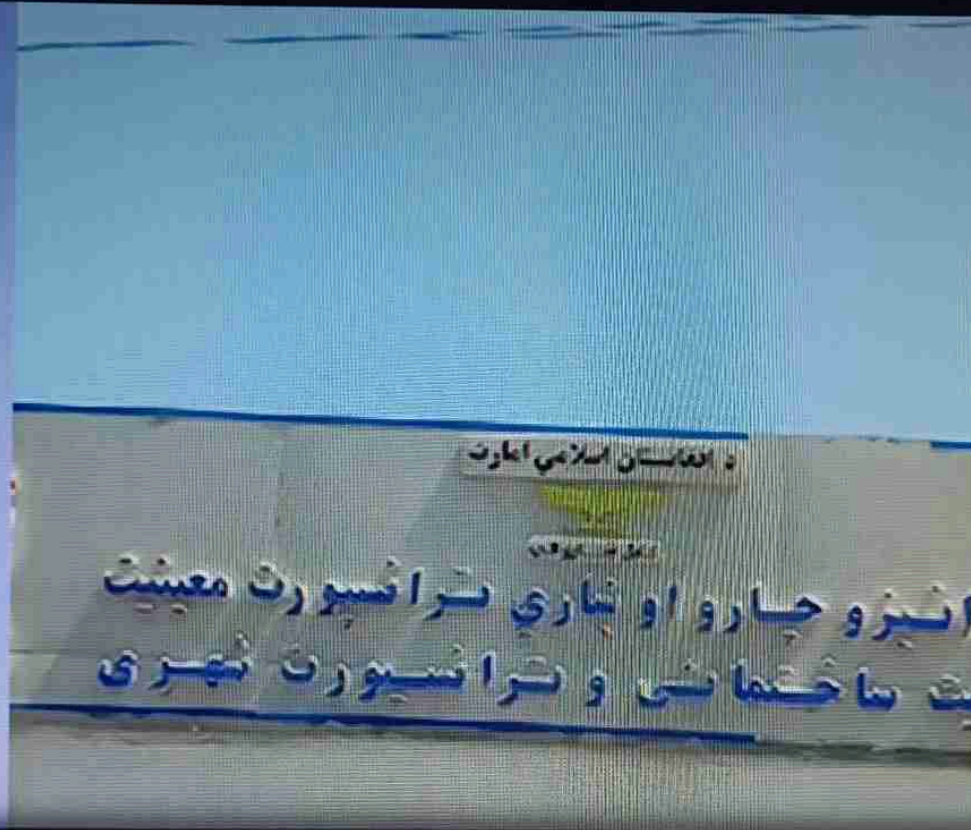 د افغانستان اسلامي امارت
چارو او ښاري ترانسپورت معینیت
ساختمانی و ترانسپورت شهری